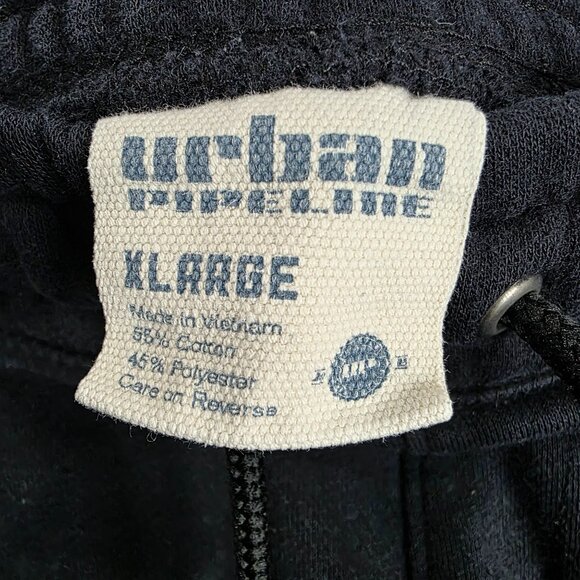 urban
PIPELINE
XLARGE
Made in Vietnam
55% Cotton
45% Polyester
Care on Reverse